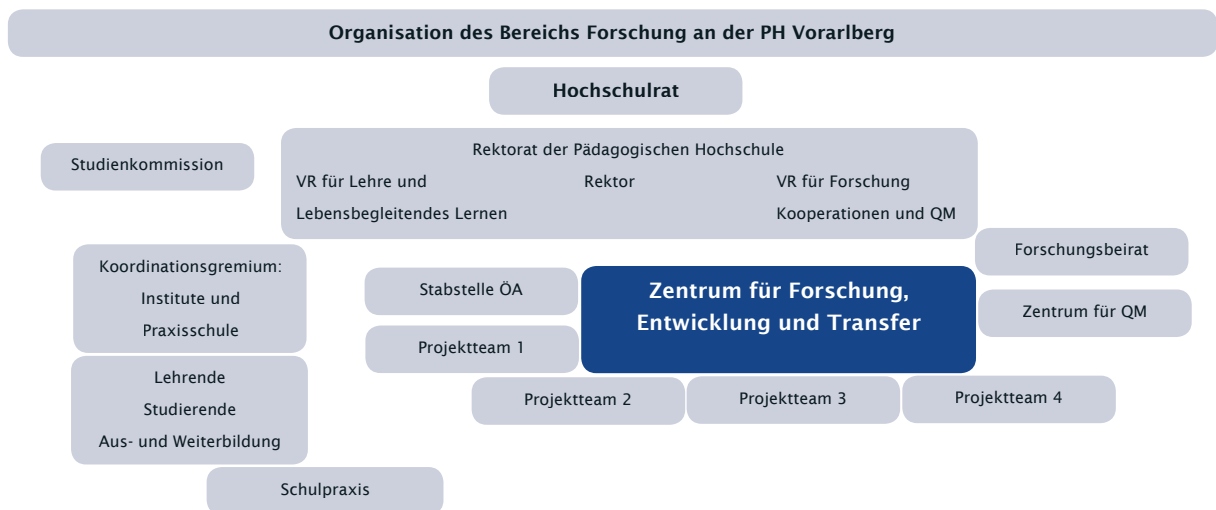 Organisation des Bereichs Forschung an der PH Vorarlberg
Hochschulrat
Studienkommission
Rektorat der Pädagogischen Hochschule
VR für Lehre und
Lebensbegleitendes Lernen
Rektor
VR für Forschung
Kooperationen und QM
Koordinationsgremium:
Institute und
Praxisschule
Stabstelle ÖA
Zentrum für Forschung,
Entwicklung und Transfer
Forschungsbeirat
Zentrum für QM
Projektteam 1
Lehrende
Studierende
Aus- und Weiterbildung
Projektteam 2
Projektteam 3
Projektteam 4
Schulpraxis